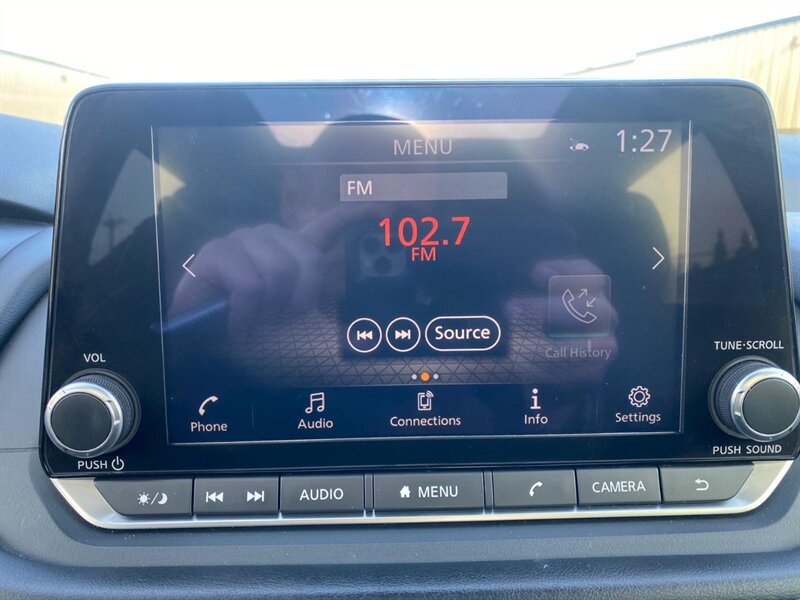 MENU
1:27
FM
102.7
FM
Source
Call History
VOL
TUNE·SCROLL
Phone
Audio
Connections
Info
Settings
PUSH
PUSH SOUND
AUDIO
MENU
CAMERA